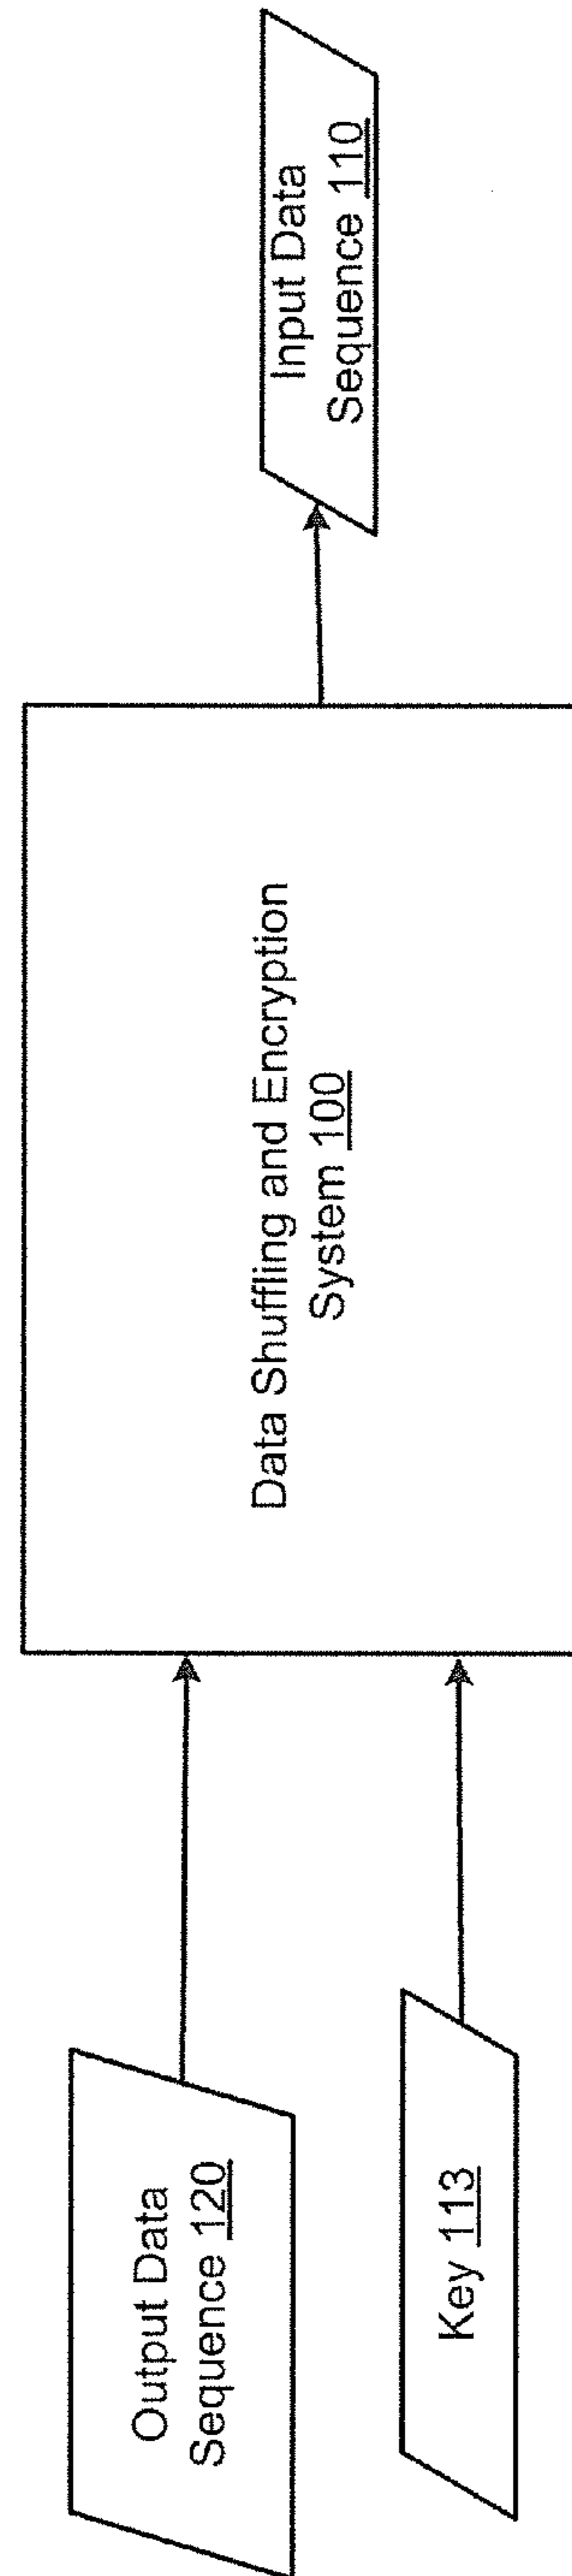 Output Data
Sequence 120
Key 113
Data Shuffling and Encryption
System 100
Input Data
Sequence 110